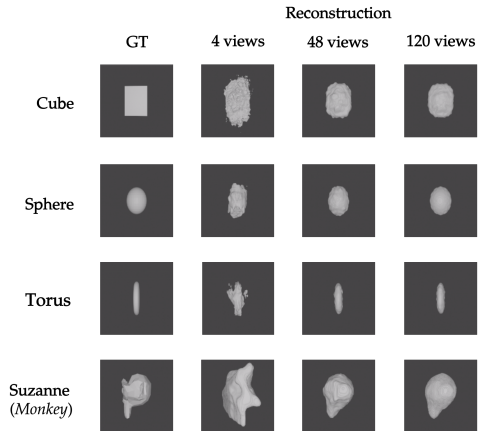 Reconstruction
GT 4 views 48 views 120 views
Cube
Sphere
Torus
Suzanne
(Monkey)